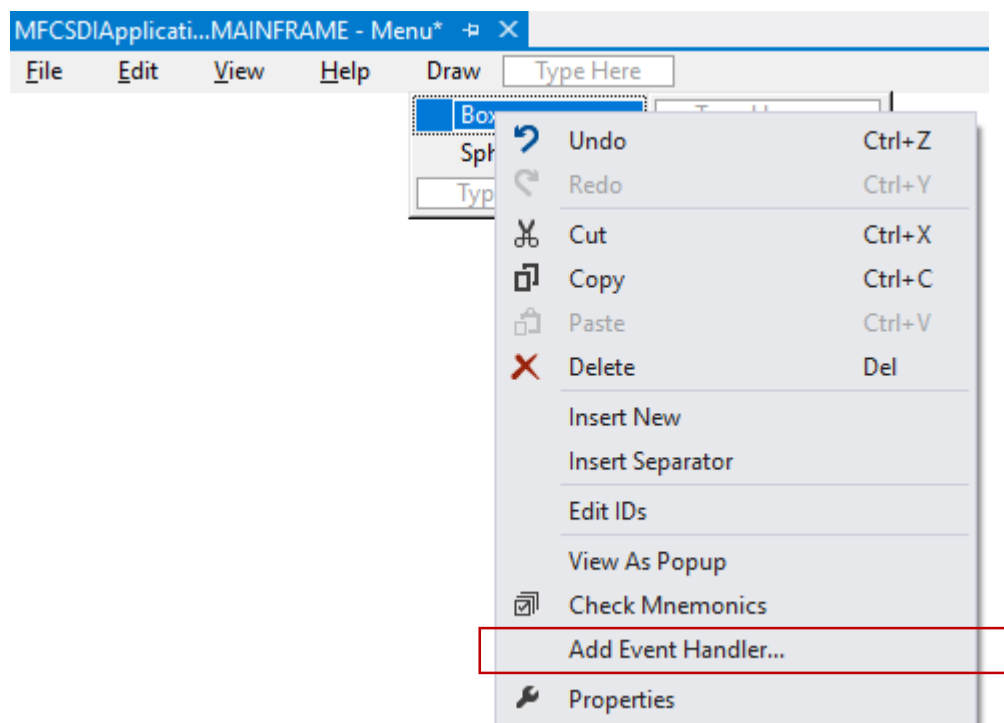 MFCSDIApplicati...MAINFRAME - Menu*
File Edit View Help Draw Type Here
Box
Undo Ctrl+Z
Redo Ctrl+Y
Cut Ctrl+X
Copy Ctrl+C
Paste Ctrl+V
Delete Del
Insert New
Insert Separator
Edit IDs
View As Popup
Check Mnemonics
Add Event Handler...
Properties